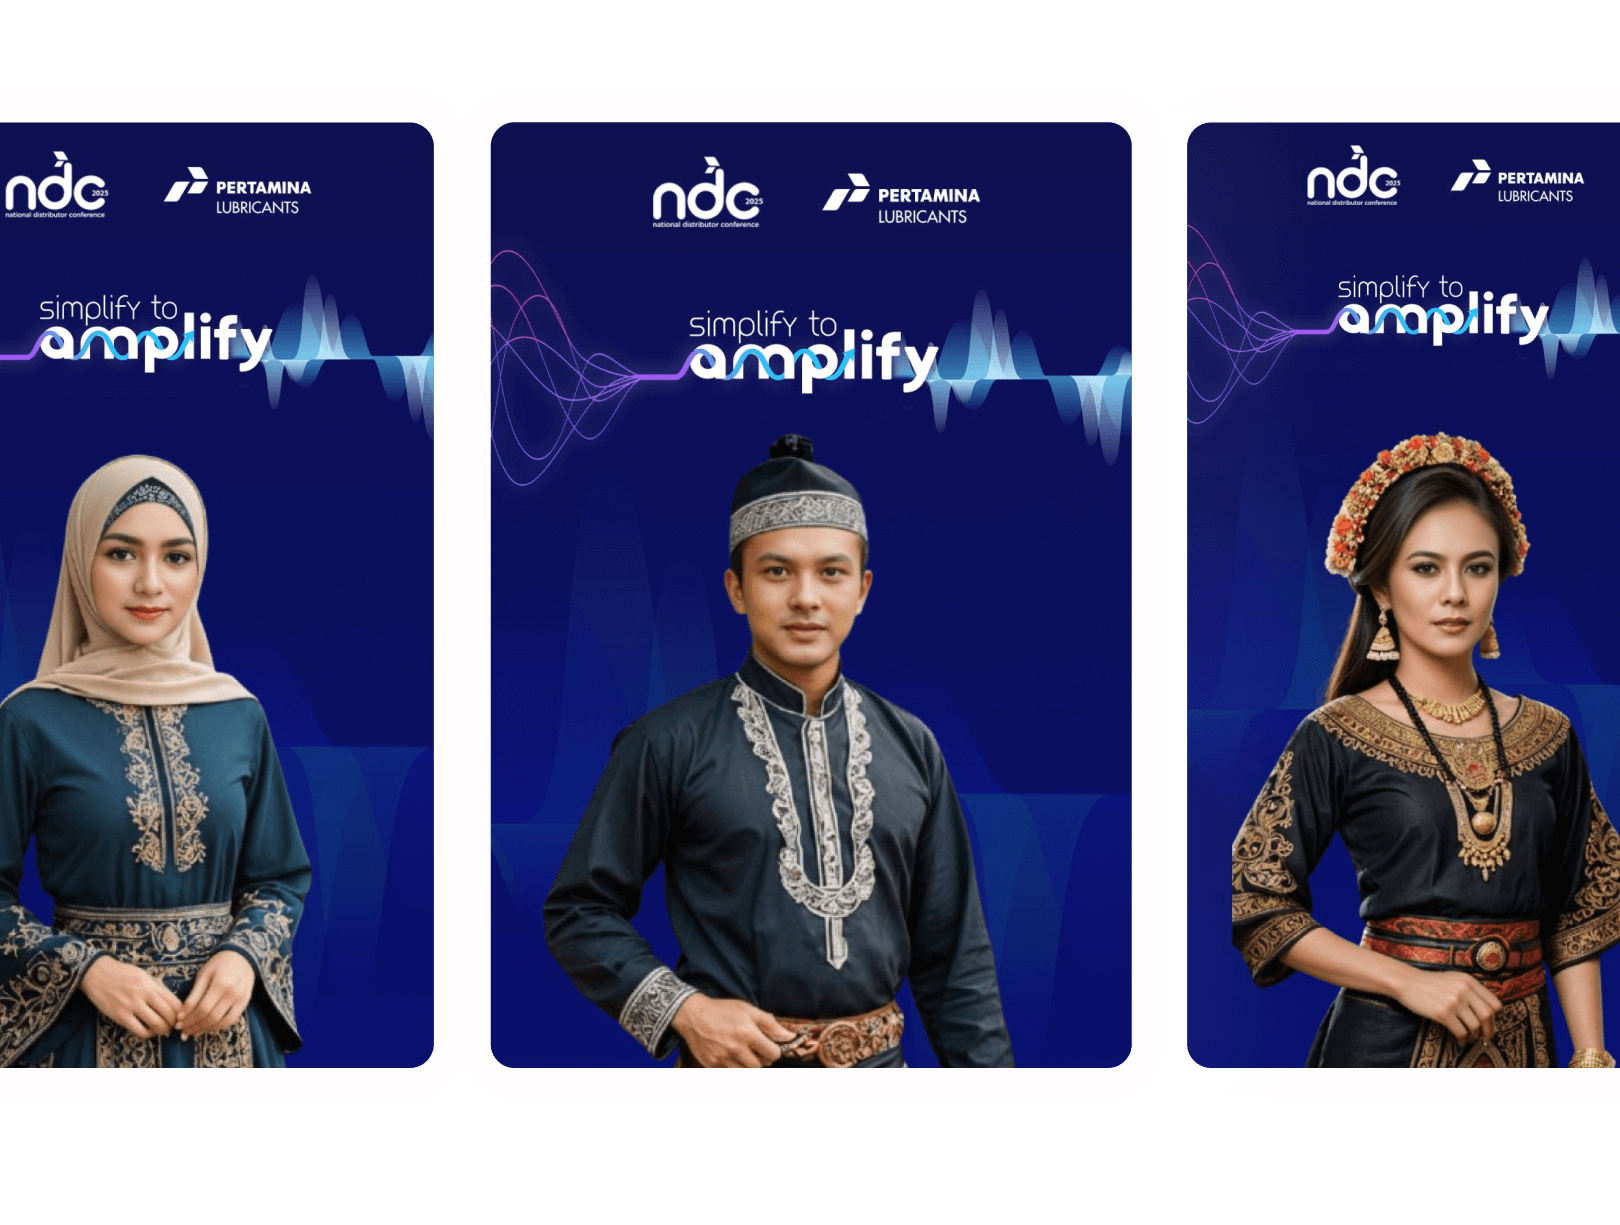 ndc 2025
national distributor conference
PERTAMINA
LUBRICANTS
simplify to
amplify
ndc 2025
national distributor conference
PERTAMINA
LUBRICANTS
simplify to
amplify
ndc 2025
national distributor conference
PERTAMINA
LUBRICANTS
simplify to
amplify